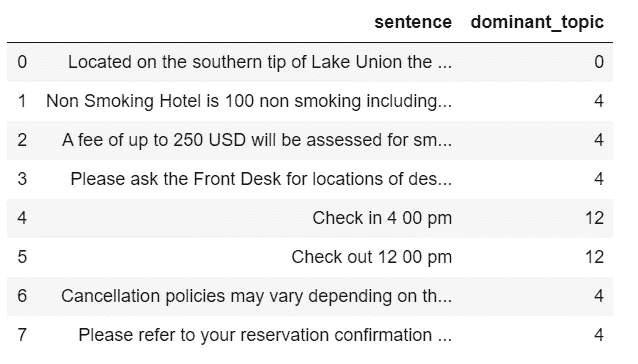 sentence dominant_topic
0 Located on the southern tip of Lake Union the ... 0
1 Non Smoking Hotel is 100 non smoking including... 4
2 A fee of up to 250 USD will be assessed for sm... 4
3 Please ask the Front Desk for locations of des... 4
4 Check in 4 00 pm 12
5 Check out 12 00 pm 12
6 Cancellation policies may vary depending on th... 4
7 Please refer to your reservation confirmation ... 4